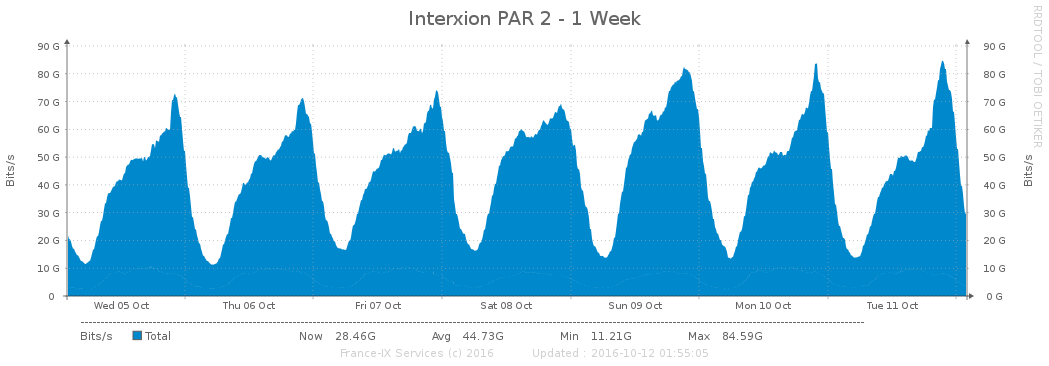 Interxion PAR 2 - 1 Week
RRDTOOL / TOBI OETIKER
90 G 90 G
80 G 80 G
70 G 70 G
60 G 60 G
50 G 50 G
40 G 40 G
30 G 30 G
20 G 20 G
10 G 10 G
0 0 G
Bits/s Bits/s
Wed 05 Oct Thu 06 Oct Fri 07 Oct Sat 08 Oct Sun 09 Oct Mon 10 Oct Tue 11 Oct
Bits/s Total Now 28.46G Avg 44.73G Min 11.21G Max 84.59G
France-IX Services (c) 2016 Updated : 2016-10-12 01:55:05